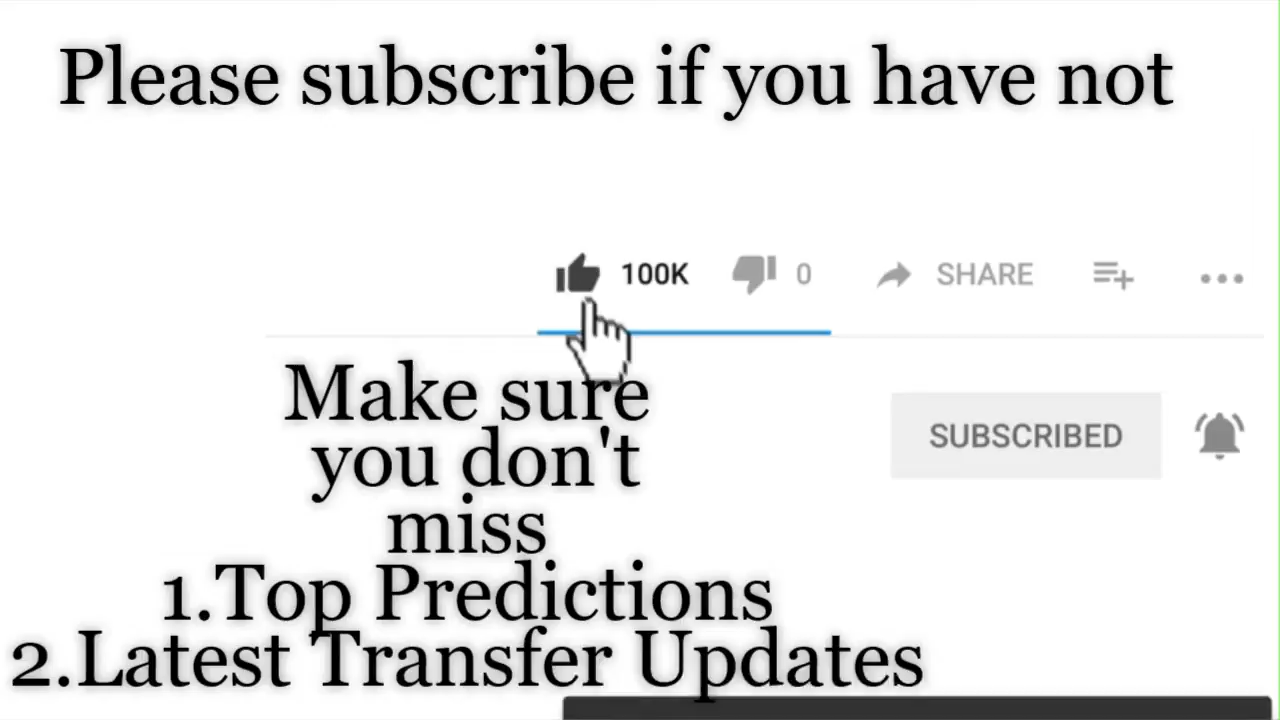 Please subscribe if you have not
100K 0 SHARE
Make sure
you don't
miss
SUBSCRIBED
1.Top Predictions
2.Latest Transfer Updates